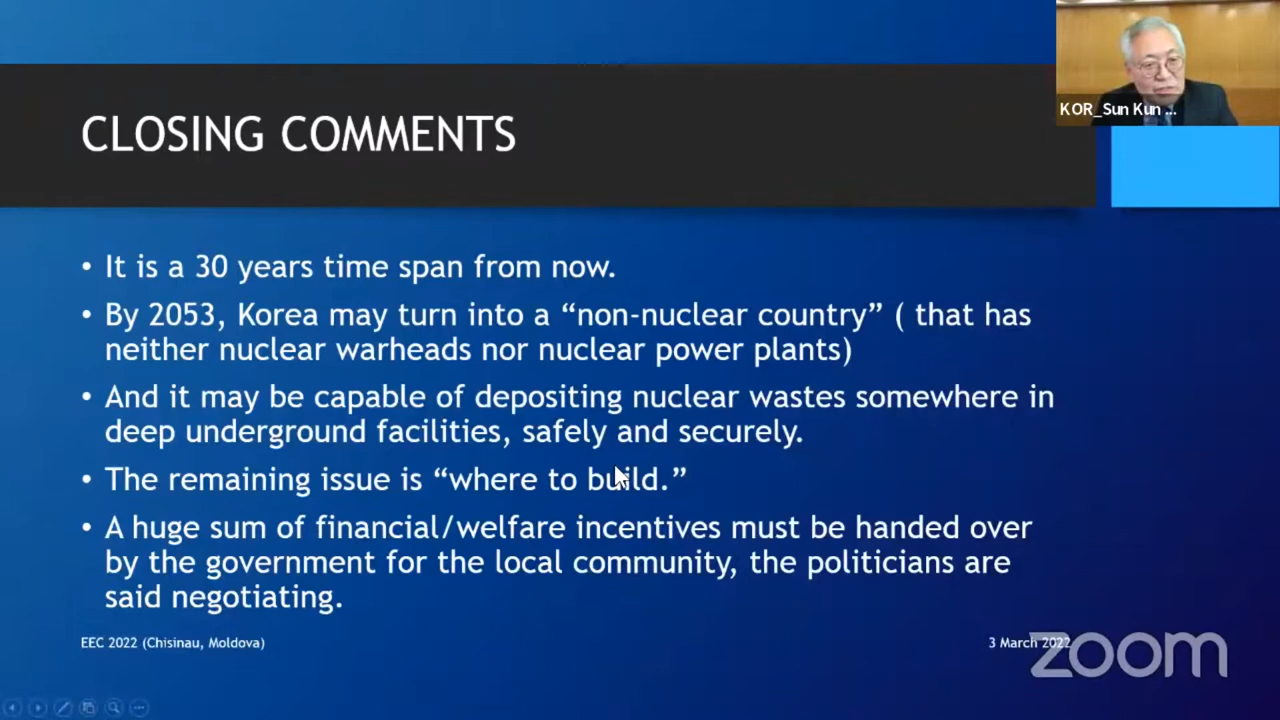 KOR_Sun Kun ...
CLOSING COMMENTS
• It is a 30 years time span from now.
• By 2053, Korea may turn into a “non-nuclear country” ( that has
neither nuclear warheads nor nuclear power plants)
• And it may be capable of depositing nuclear wastes somewhere in
deep underground facilities, safely and securely.
• The remaining issue is “where to build.”
• A huge sum of financial/welfare incentives must be handed over
by the government for the local community, the politicians are
said negotiating.
EEC 2022 (Chisinau, Moldova)
3 March 2022
zoom